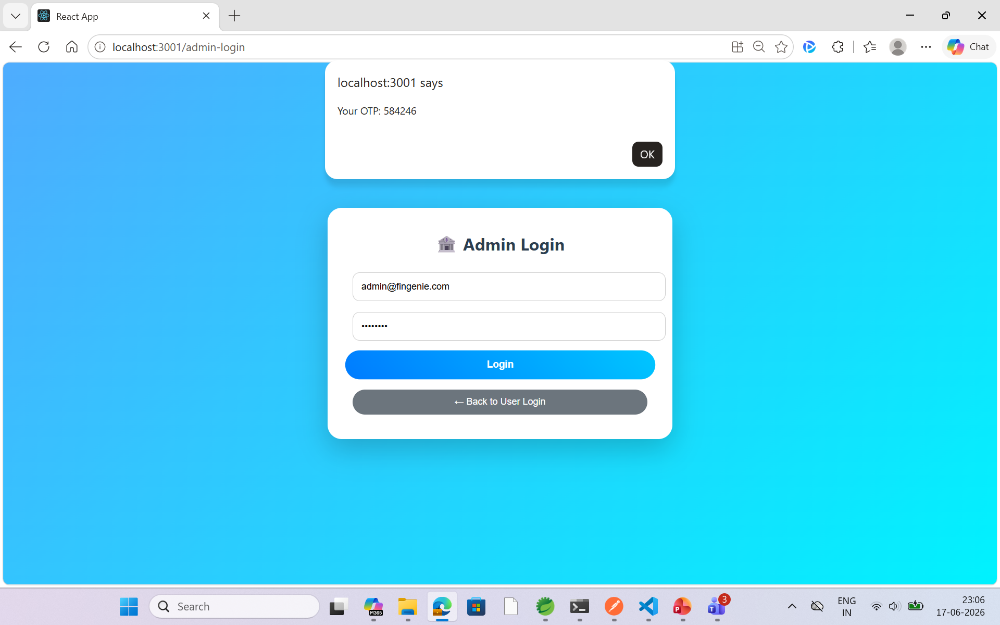 React App
localhost:3001/admin-login
Chat
localhost:3001 says
Your OTP: 584246
OK
Admin Login
admin@fingenie.com
••••••••
Login
← Back to User Login
Search
M365
P
T
3
ENG
IN
23:06
17-06-2026